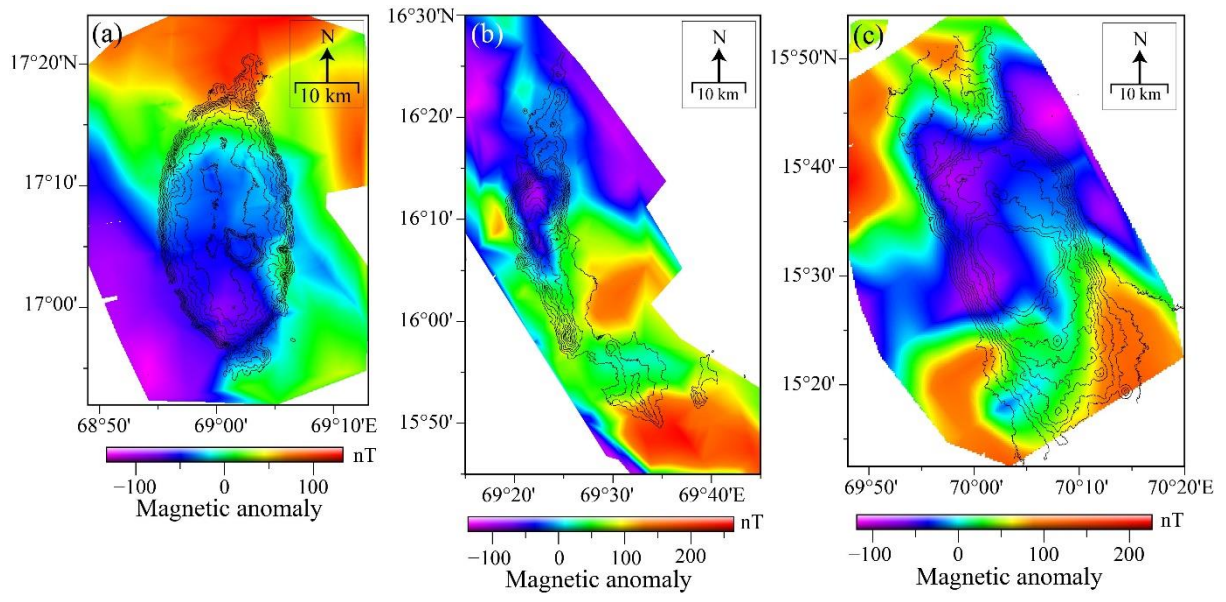 (a)
N
10 km
17°20'N
17°10'
17°00'
68°50' 69°00' 69°10'E
nT
−100 0 100
Magnetic anomaly
(b)
N
10 km
16°30'N
16°20'
16°10'
16°00'
15°50'
69°20' 69°30' 69°40'E
nT
−100 0 100 200
Magnetic anomaly
(c)
N
10 km
15°50'N
15°40'
15°30'
15°20'
69°50' 70°00' 70°10' 70°20'E
nT
−100 0 100 200
Magnetic anomaly